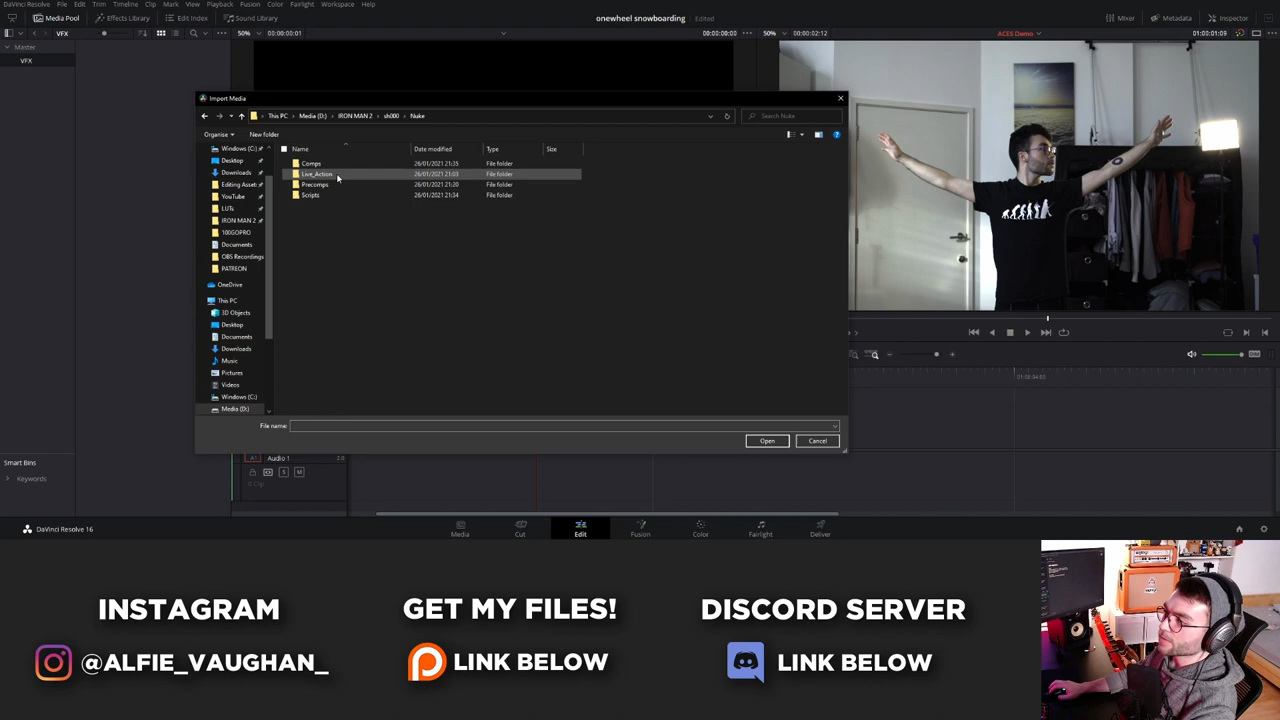 DaVinci Resolve File Edit Trim Timeline Clip Mark View Playback Fusion Color Fairlight Workspace Help
Media Pool Effects Library Edit Index Sound Library onewheel snowboarding Edited Mixer Metadata Inspector
VFX 50% 00:00:00:01 00:00:00:00 50% 00:00:02:12 ACES Demo 01:00:01:09
Master
VFX
Import Media
This PC Media (D:) IRON MAN 2 sh000 Nuke Search Nuke
Organise New folder
Name Date modified Type Size
Comps 26/01/2021 21:35 File folder
Live_Action 26/01/2021 21:03 File folder
Precomps 26/01/2021 21:20 File folder
Scripts 26/01/2021 21:34 File folder
Windows (C:)
Desktop
Downloads
Editing Asset
YouTube
LUTs
IRON MAN 2
100GOPRO
Documents
OBS Recordings
PATREON
OneDrive
This PC
3D Objects
Desktop
Documents
Downloads
Music
Pictures
Videos
Windows (C:)
Media (D:)
File name:
Open Cancel
A1 Audio 1 2.0
S M
0 Clip
Smart Bins
Keywords
DaVinci Resolve 16
Media Cut Edit Fusion Color Fairlight Deliver
INSTAGRAM
@ALFIE_VAUGHAN_
GET MY FILES!
LINK BELOW
DISCORD SERVER
LINK BELOW